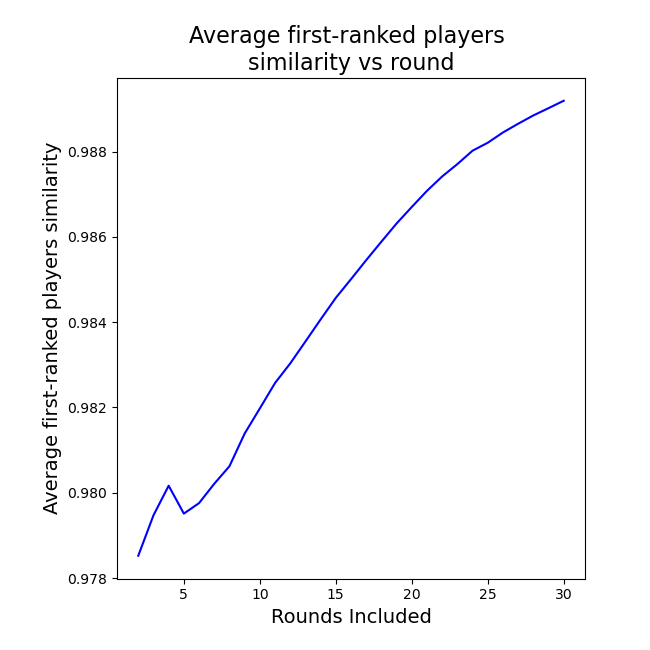 Average first-ranked players
similarity vs round
Average first-ranked players similarity
0.988
0.986
0.984
0.982
0.980
0.978
5 10 15 20 25 30
Rounds Included